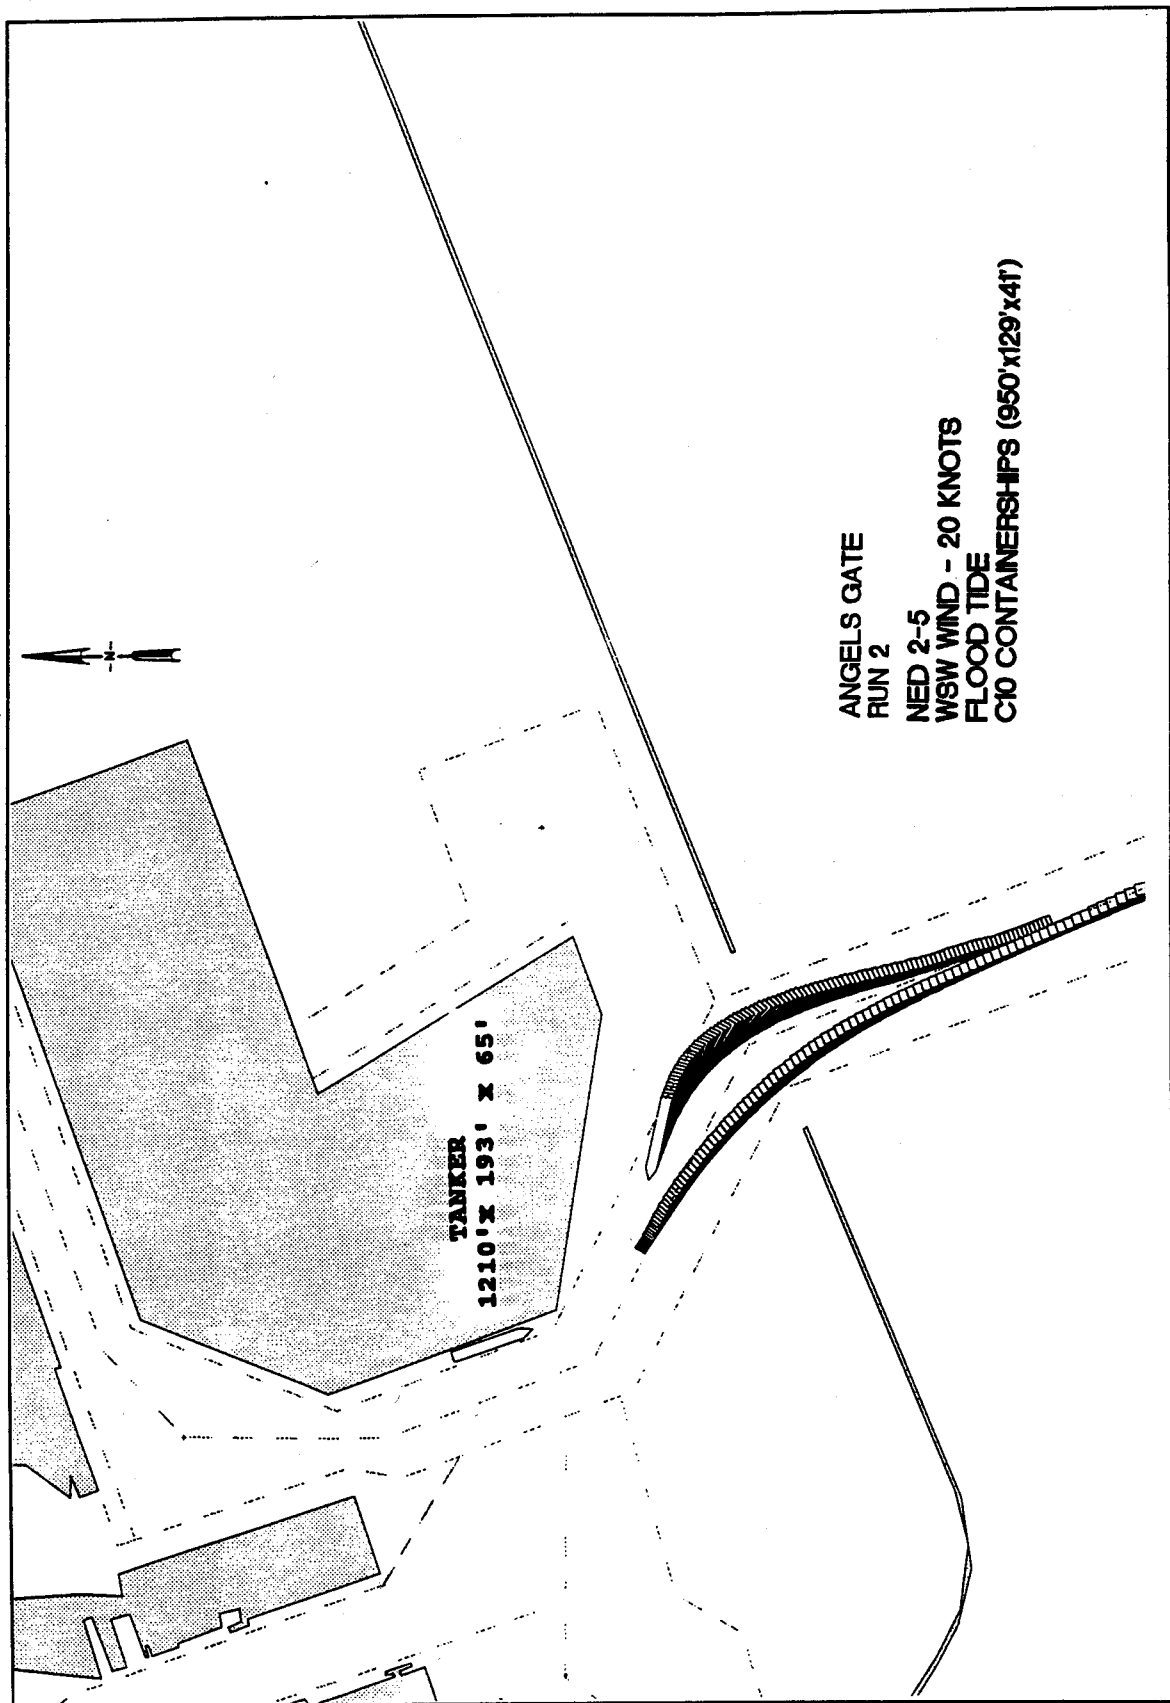 -N-
TANKER
1210'X 193' X 65'
ANGELS GATE
RUN 2
NED 2-5
WSW WIND - 20 KNOTS
FLOOD TIDE
C10 CONTAINERSHIPS (950'x129'x41')